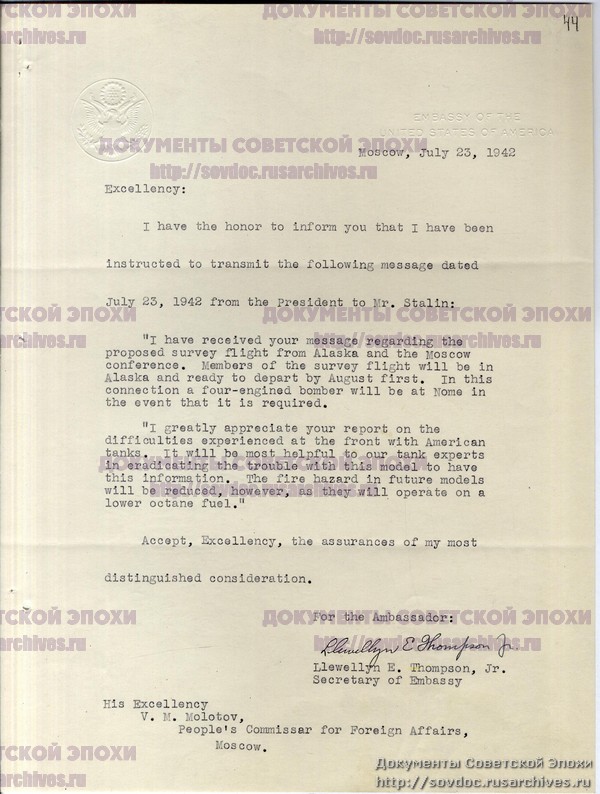 ДОКУМЕНТЫ СОВЕТСКОЙ ЭПОХИ
http://sovdoc.rusarchives.ru
44
EMBASSY OF THE
UNITED STATES OF AMERICA
Moscow, July 23, 1942
Excellency:
I have the honor to inform you that I have been
instructed to transmit the following message dated
July 23, 1942 from the President to Mr. Stalin:
"I have received your message regarding the
proposed survey flight from Alaska and the Moscow
conference. Members of the survey flight will be in
Alaska and ready to depart by August first. In this
connection a four-engined bomber will be at Nome in
the event that it is required.
"I greatly appreciate your report on the
difficulties experienced at the front with American
tanks. It will be most helpful to our tank experts
in eradicating the trouble with this model to have
this information. The fire hazard in future models
will be reduced, however, as they will operate on a
lower octane fuel."
Accept, Excellency, the assurances of my most
distinguished consideration.
For the Ambassador:
Llewellyn E Thompson Jr.
Llewellyn E. Thompson, Jr.
Secretary of Embassy
His Excellency
V. M. Molotov,
People's Commissar for Foreign Affairs,
Moscow.
Документы Советской Эпохи
http://sovdoc.rusarchives.ru